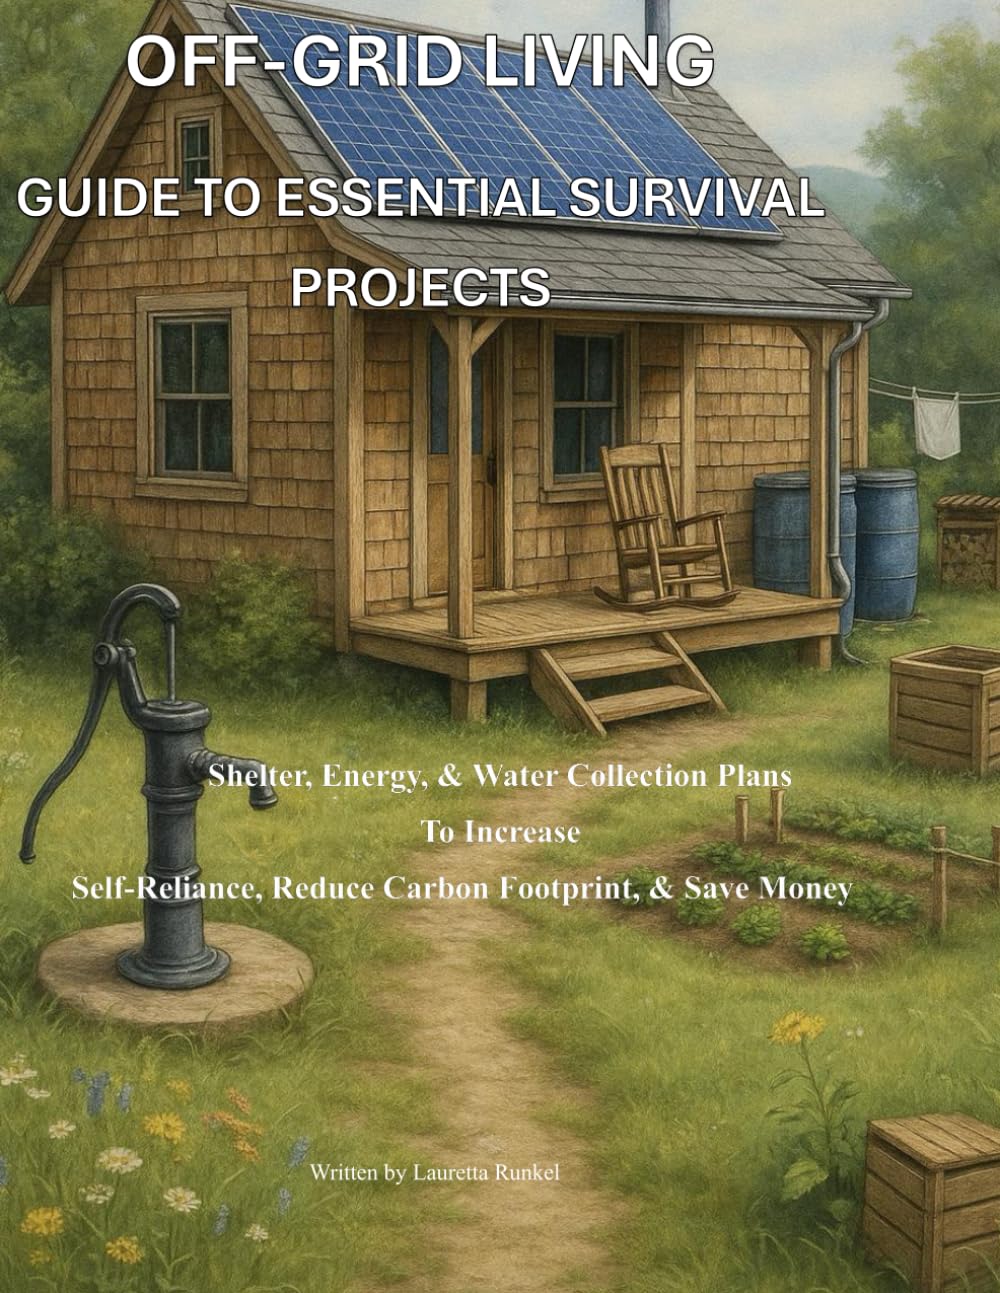 OFF-GRID LIVING
GUIDE TO ESSENTIAL SURVIVAL
PROJECTS
Shelter, Energy, & Water Collection Plans
To Increase
Self-Reliance, Reduce Carbon Footprint, & Save Money
Written by Lauretta Runkel